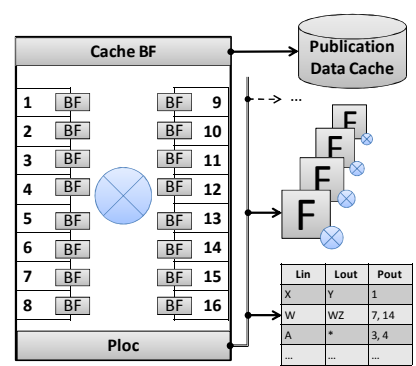 Cache BF
Publication
Data Cache
1 BF BF 9
2 BF BF 10
3 BF BF 11
4 BF BF 12
5 BF BF 13
6 BF BF 14
7 BF BF 15
8 BF BF 16
Ploc
...
F
F
F
F
Lin Lout Pout
X Y 1
W WZ 7, 14
A * 3, 4
... ... ...